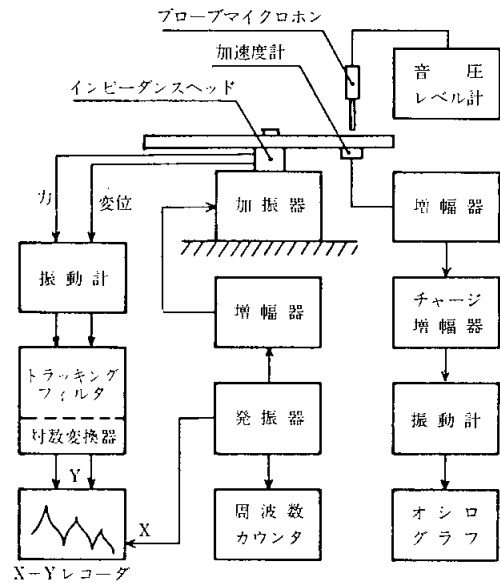 プローブマイクロホン
加速度計
音圧
レベル計
インピーダンスヘッド
力
変位
加振器
増幅器
振動計
増幅器
チャージ
増幅器
トラッキング
フィルタ
対数変換器
発振器
振動計
Y
X
周波数
カウンタ
オシロ
グラフ
X-Yレコーダ